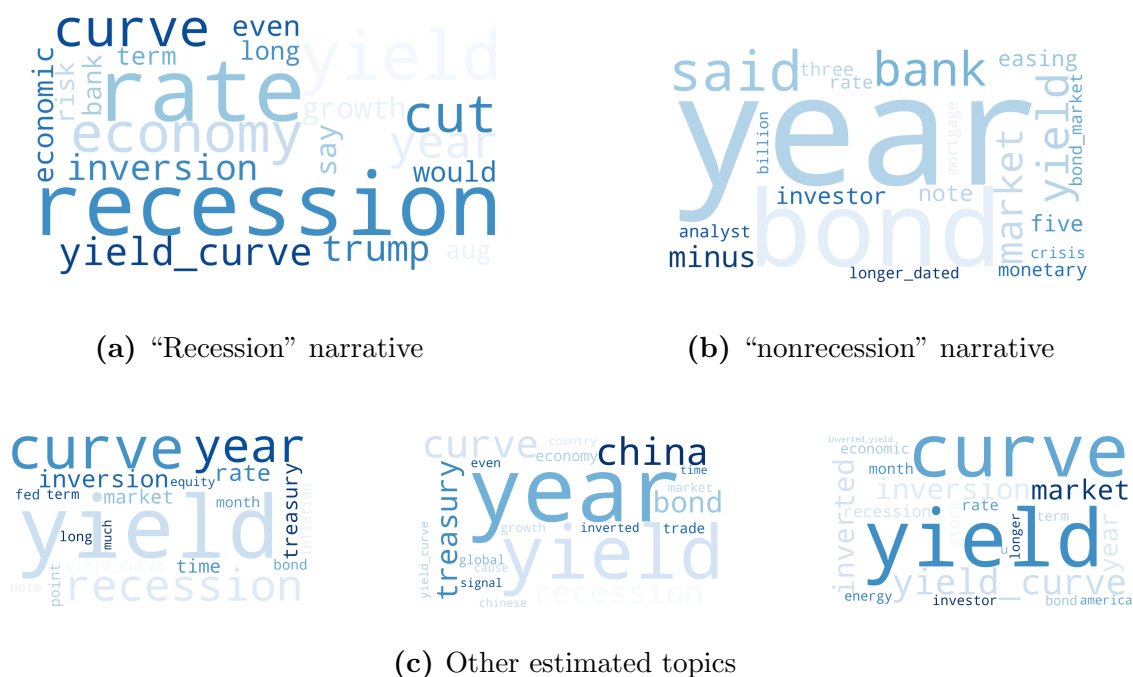 curve even
long
term
yield
economic
risk
bank
rate
growth
cut
economy
say
year
inversion
would
recession
yield_curve trump aug
said three bank easing
rate
year
billion
mortgage
market
yield
bond_market
investor note
bond
five
analyst
minus
crisis
longer_dated monetary
(a) “Recession” narrative
(b) “nonrecession” narrative
curve year
inversion equity rate
fed term market month
yield
treasury
inflation
long
much
yield_curve time bond
note
point
recession
curve country china
economy
even time
treasury
year
market
bond
growth inverted trade
yield_curve
yield
global
cause
signal
recession
chinese
inverted_yield
economic
curve
month
inverted
inversion market
recession rate term
stock
yield
longer
u
year
yield_curve
energy investor bond america
(c) Other estimated topics